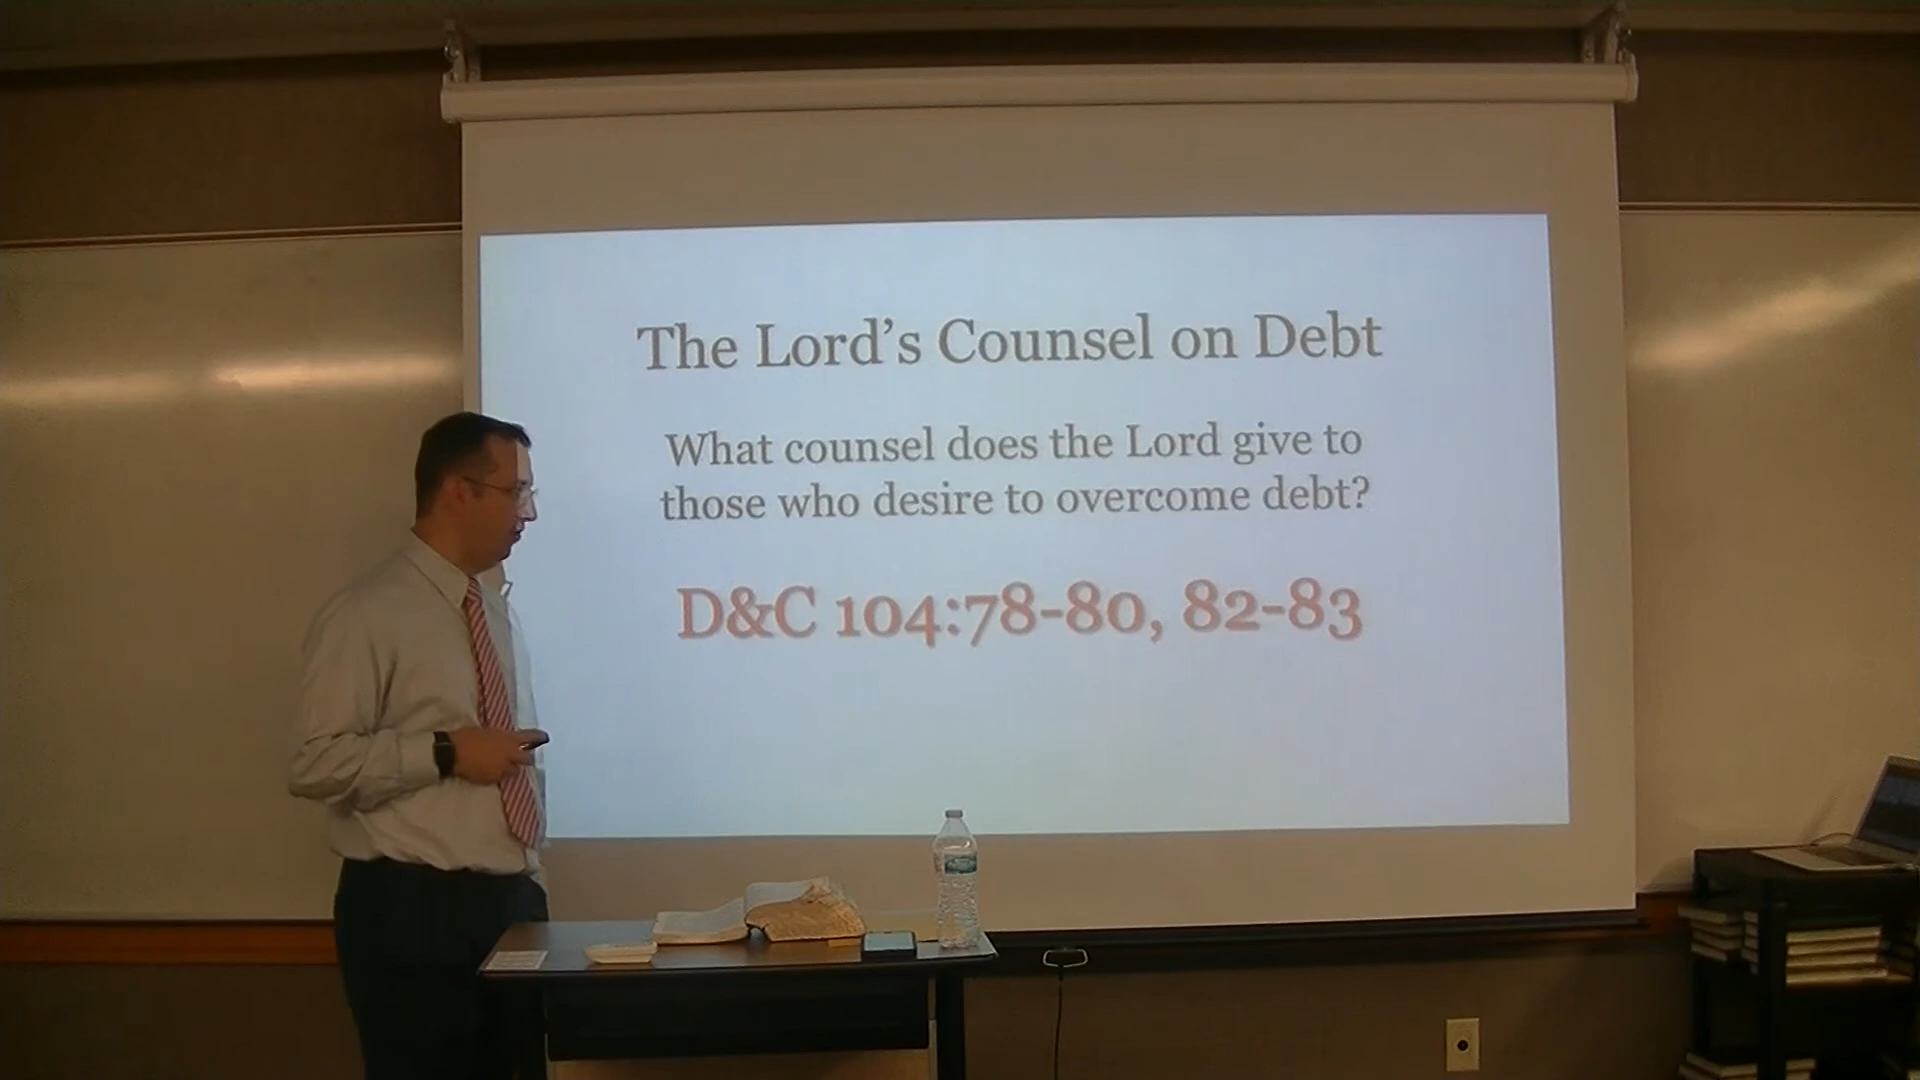 The Lord’s Counsel on Debt
What counsel does the Lord give to
those who desire to overcome debt?
D&C 104:78-80, 82-83